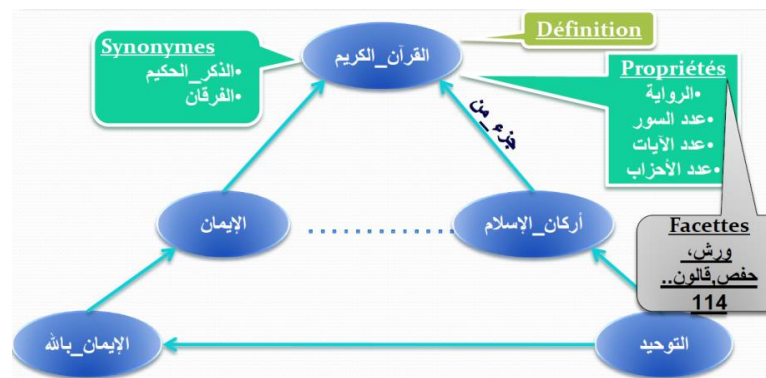 Définition
Synonymes
•الذكر_الحكيم
•الفرقان
القرآن_الكريم
Propriétés
•الرواية
•عدد السور
•عدد الآيات
•عدد الأحزاب
جزء_من
الإيمان
أركان_الإسلام
Facettes
ورش،
حفص,قالون..
114
الإيمان_بالله
التوحيد